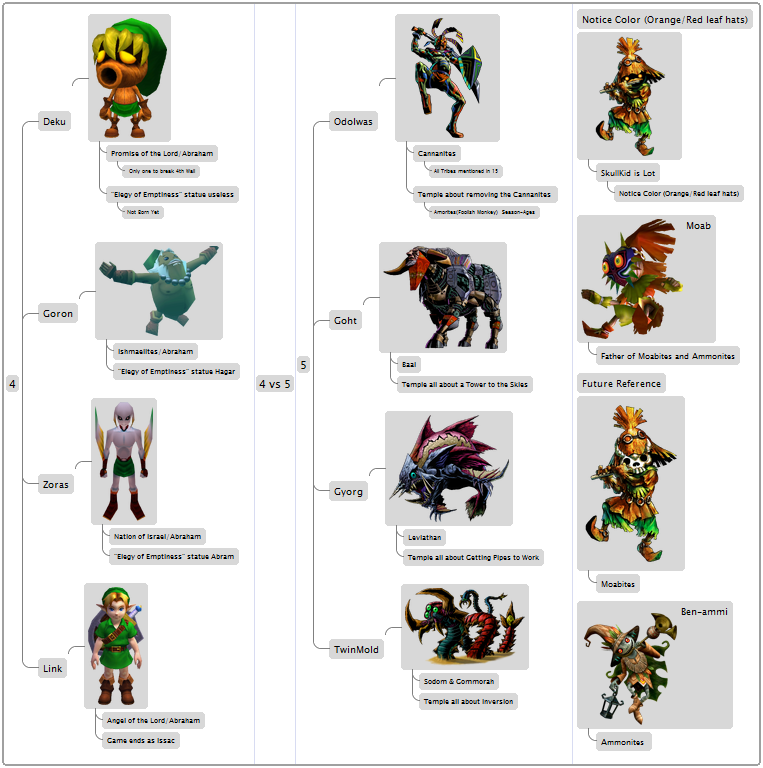 4
Deku
Promise of the Lord/Abraham
Only one to break 4th Wall
"Elegy of Emptiness" statue useless
Not Born Yet
Goron
Ishmaelites/Abraham
"Elegy of Emptiness" statue Hagar
Zoras
Nation of Israel/Abraham
"Elegy of Emptiness" statue Abram
Link
Angel of the Lord/Abraham
Game ends as Issac
4 vs 5
5
Odolwas
Cannanites
All Tribes mentioned in 15
Temple about removing the Cannanites
Amorites(Foolish Monkey) Season-Ages
Goht
Baal
Temple all about a Tower to the Skies
Gyorg
Leviathan
Temple all about Getting Pipes to Work
TwinMold
Sodom & Gommorah
Temple all about Inversion
Notice Color (Orange/Red leaf hats)
SkullKid is Lot
Notice Color (Orange/Red leaf hats)
Moab
Father of Moabites and Ammonites
Future Reference
Moabites
Ben-ammi
Ammonites